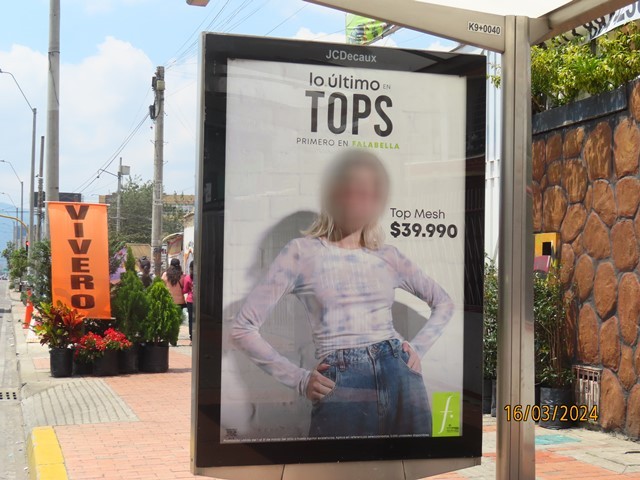 K9+0040
JCDecaux
lo último EN
TOPS
PRIMERO EN FALABELLA
Top Mesh
$39.990
VIVERO
f.
16/03/2024